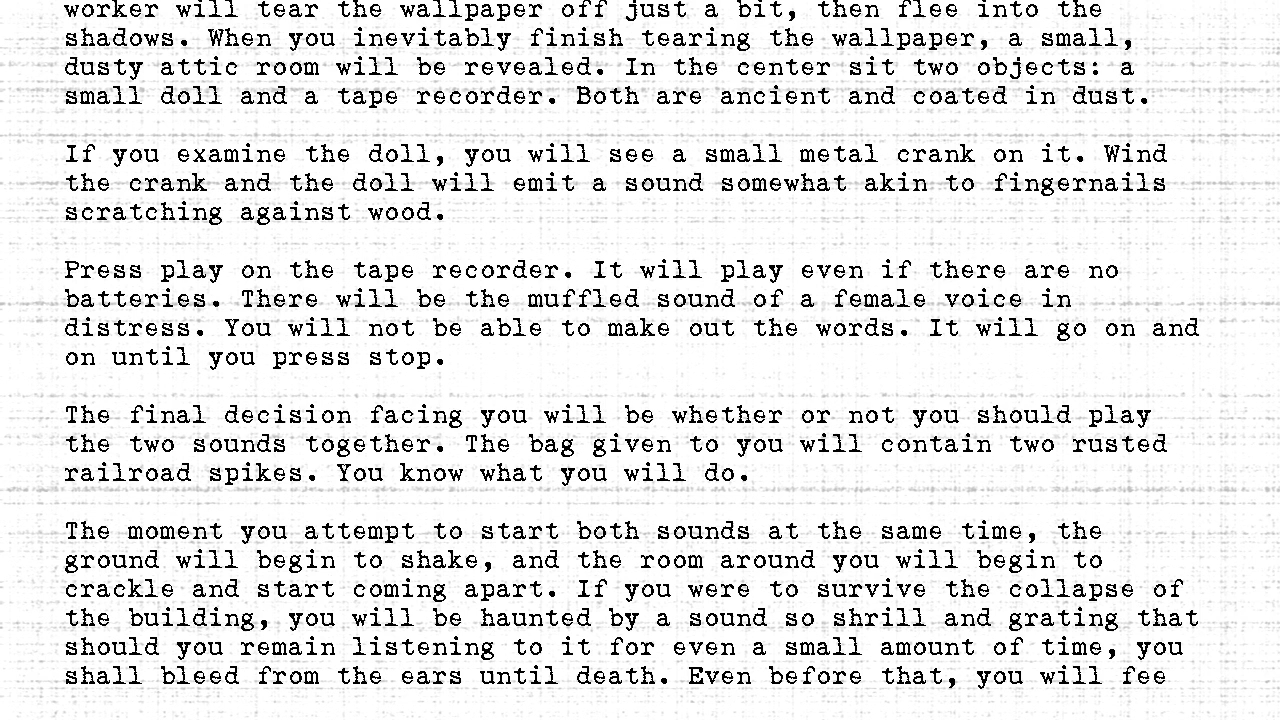 worker will tear the wallpaper off just a bit, then flee into the
shadows. When you inevitably finish tearing the wallpaper, a small,
dusty attic room will be revealed. In the center sit two objects: a
small doll and a tape recorder. Both are ancient and coated in dust.
If you examine the doll, you will see a small metal crank on it. Wind
the crank and the doll will emit a sound somewhat akin to fingernails
scratching against wood.
Press play on the tape recorder. It will play even if there are no
batteries. There will be the muffled sound of a female voice in
distress. You will not be able to make out the words. It will go on and
on until you press stop.
The final decision facing you will be whether or not you should play
the two sounds together. The bag given to you will contain two rusted
railroad spikes. You know what you will do.
The moment you attempt to start both sounds at the same time, the
ground will begin to shake, and the room around you will begin to
crackle and start coming apart. If you were to survive the collapse of
the building, you will be haunted by a sound so shrill and grating that
should you remain listening to it for even a small amount of time, you
shall bleed from the ears until death. Even before that, you will fee